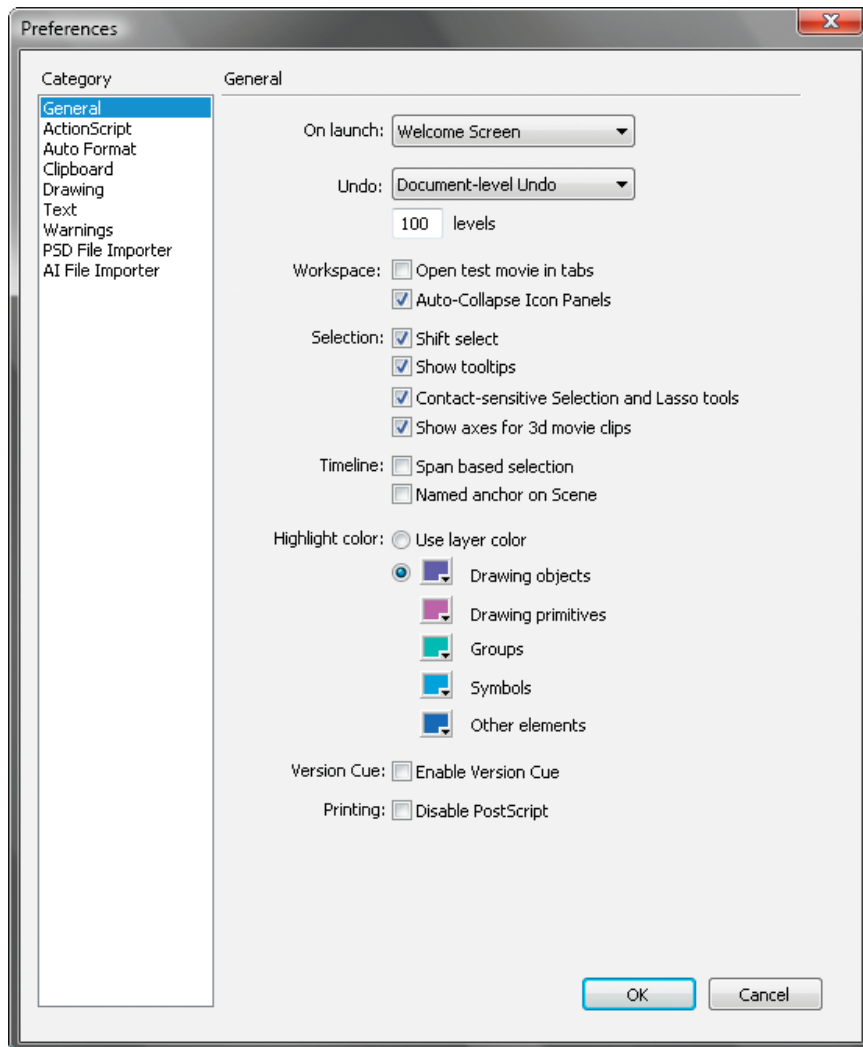 Preferences
Category
General
ActionScript
Auto Format
Clipboard
Drawing
Text
Warnings
PSD File Importer
AI File Importer
General
On launch: Welcome Screen
Undo: Document-level Undo
100 levels
Workspace: Open test movie in tabs
Auto-Collapse Icon Panels
Selection: Shift select
Show tooltips
Contact-sensitive Selection and Lasso tools
Show axes for 3d movie clips
Timeline: Span based selection
Named anchor on Scene
Highlight color: Use layer color
Drawing objects
Drawing primitives
Groups
Symbols
Other elements
Version Cue: Enable Version Cue
Printing: Disable PostScript
OK Cancel